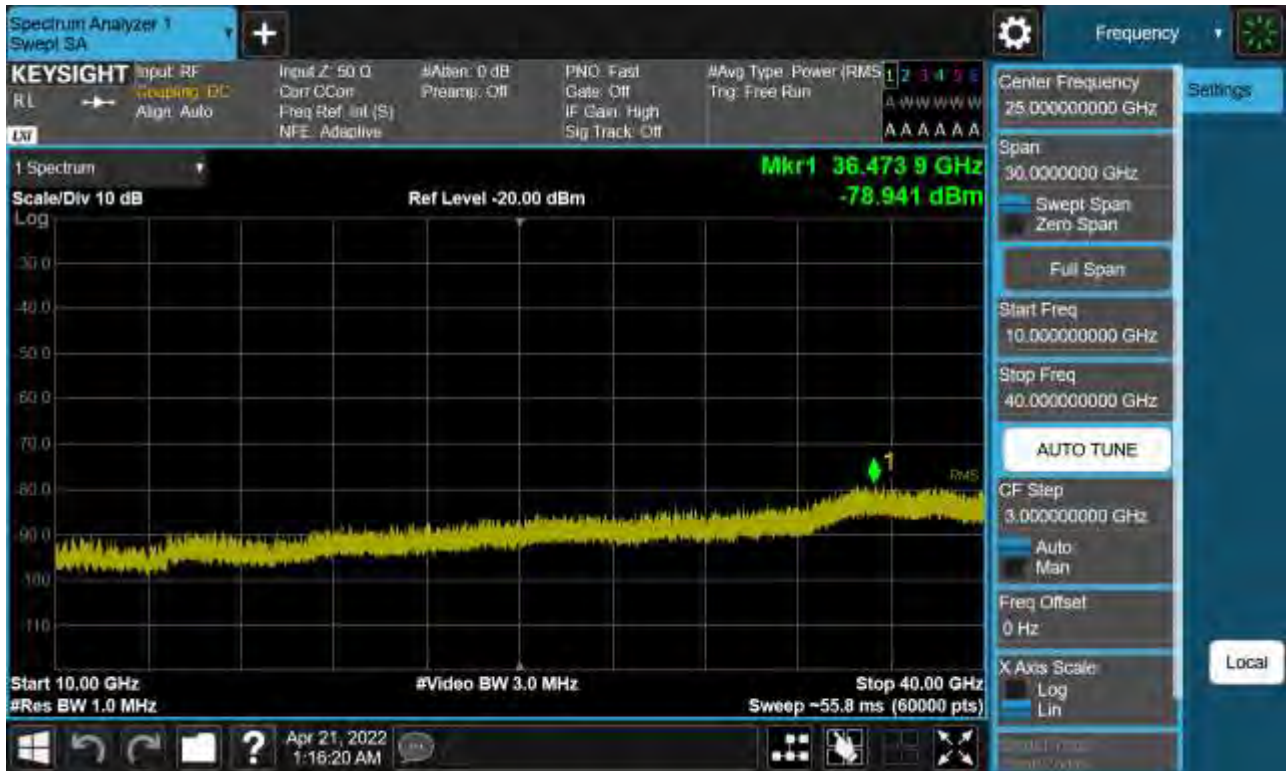 Spectrum Analyzer 1
Swept SA
+
Frequency
KEYSIGHT
RL
Input: RF
Coupling: DC
Align: Auto
Input Z: 50 Ω
Corr CCorr
Freq Ref: Int (S)
NFE: Adaptive
#Atten: 0 dB
Preamp: Off
PNO: Fast
Gate: Off
IF Gain: High
Sig Track: Off
#Avg Type: Power (RMS
Trig: Free Run
1 2 3 4 5 6
A W W W W W
A A A A A A
1 Spectrum
Mkr1 36.473 9 GHz
Scale/Div 10 dB
Ref Level -20.00 dBm
-78.941 dBm
Log
-30.0
-40.0
-50.0
-60.0
-70.0
-80.0
-90.0
-100
-110
1
RMS
Start 10.00 GHz
#Video BW 3.0 MHz
Stop 40.00 GHz
#Res BW 1.0 MHz
Sweep ~55.8 ms (60000 pts)
Center Frequency
25.000000000 GHz
Settings
Span
30.0000000 GHz
Swept Span
Zero Span
Full Span
Start Freq
10.000000000 GHz
Stop Freq
40.000000000 GHz
AUTO TUNE
CF Step
3.000000000 GHz
Auto
Man
Freq Offset
0 Hz
X Axis Scale
Log
Lin
Local
?
Apr 21, 2022
1:16:20 AM